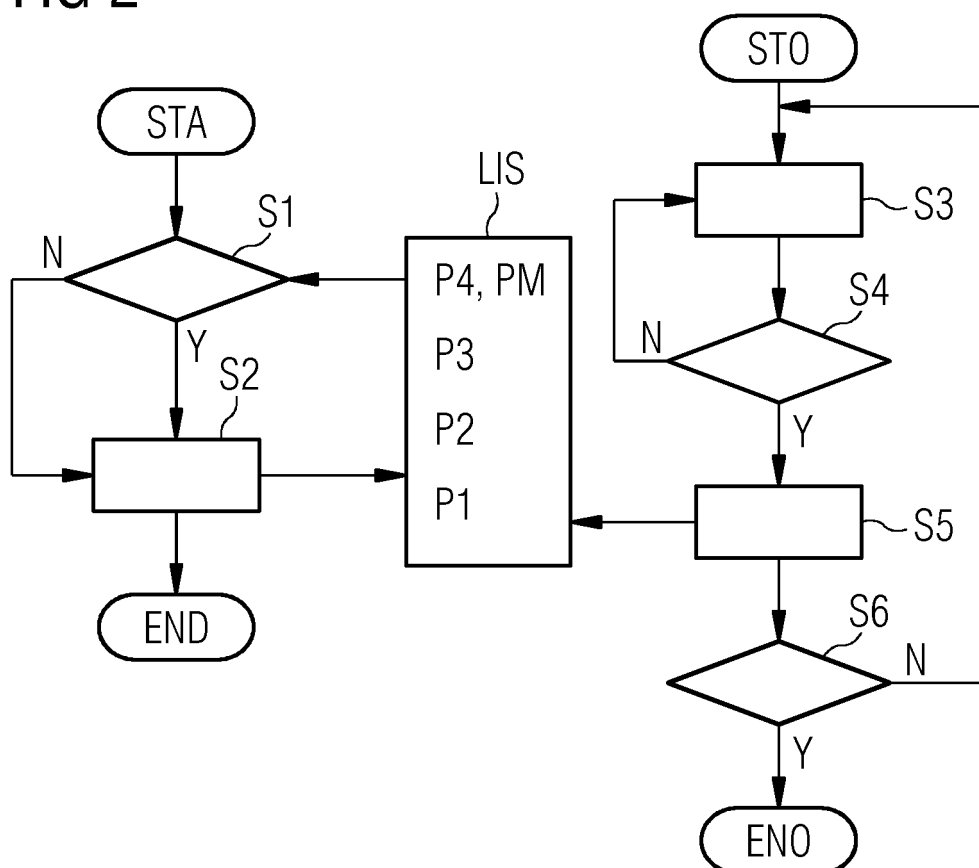 FIG 2
STA
S1
N
Y
S2
END
LIS
P4, PM
P3
P2
P1
STO
S3
S4
N
Y
S5
S6
N
Y
ENO